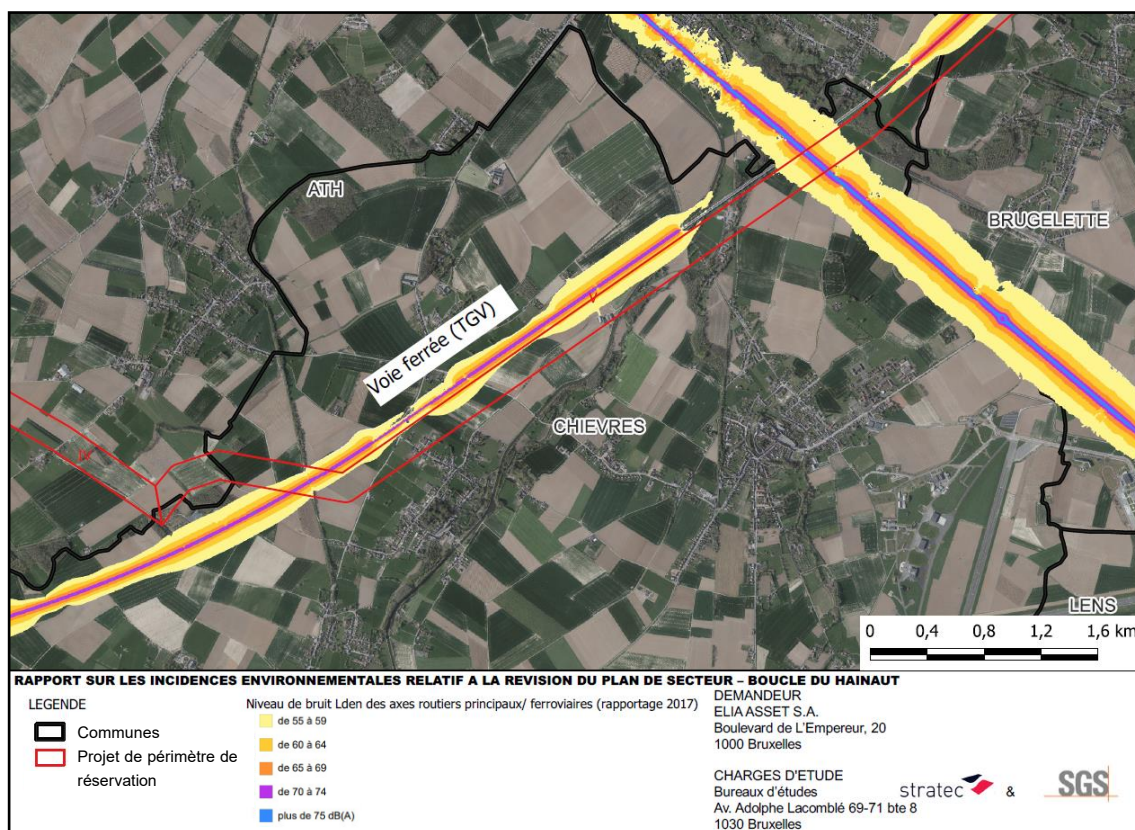 ATH
BRUGELETTE
Voie ferrée (TGV)
V
CHIEVRES
LENS
0 0,4 0,8 1,2 1,6 km
RAPPORT SUR LES INCIDENCES ENVIRONNEMENTALES RELATIF A LA REVISION DU PLAN DE SECTEUR – BOUCLE DU HAINAUT
LEGENDE
Communes
Projet de périmètre de
réservation
Niveau de bruit Lden des axes routiers principaux/ ferroviaires (rapportage 2017)
de 55 à 59
de 60 à 64
de 65 à 69
de 70 à 74
plus de 75 dB(A)
DEMANDEUR
ELIA ASSET S.A.
Boulevard de L'Empereur, 20
1000 Bruxelles
CHARGES D'ETUDE
Bureaux d'études
Av. Adolphe Lacomblé 69-71 bte 8
1030 Bruxelles
stratec & SGS